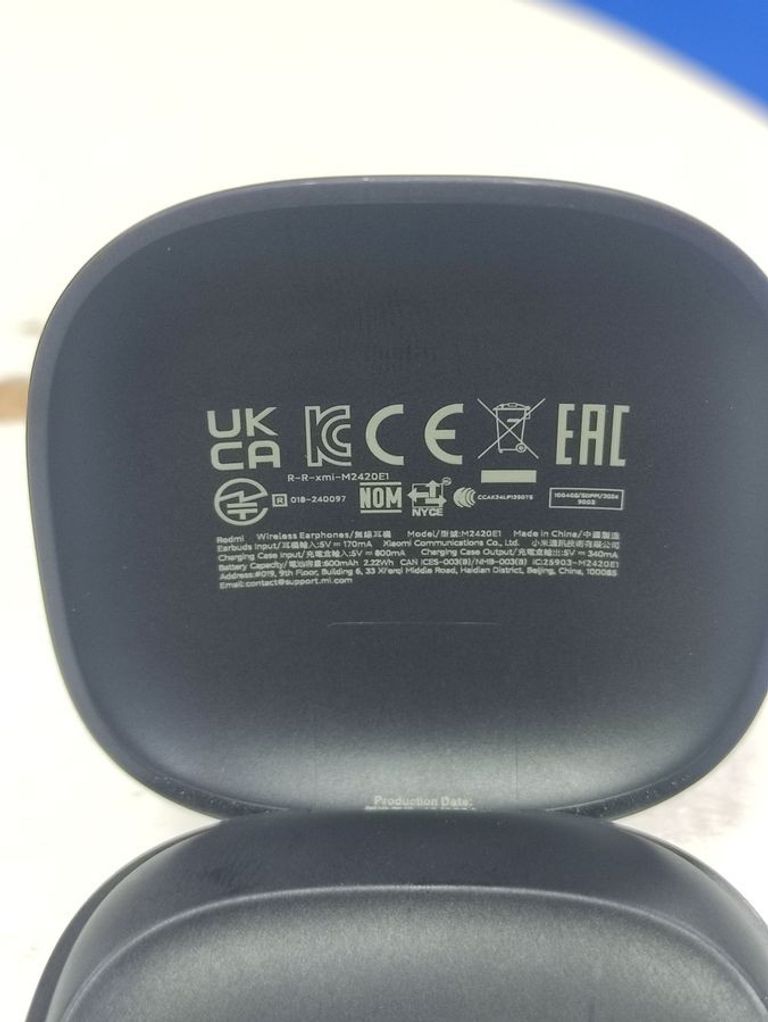 UK
CA
CE
EAC
R-R-xmi-M2420E1
R 018-240097
NOM
NYCE
Redmi Wireless Earphones/無線耳機 Model/型號:M2420E1 Made in China/中國製造
Earbuds Input/耳機輸入:5V⎓170mA Xiaomi Communications Co., Ltd. 小米通訊技術有限公司
Charging Case Input/充電盒輸入:5V⎓800mA Charging Case Output/充電盒輸出:5V⎓340mA
Battery Capacity/電池容量:600mAh 2.22Wh CAN ICES-003(B)/NMB-003(B) IC:25903-M2420E1
Address:#019, 9th Floor, Building 6, 33 Xi'erqi Middle Road, Haidian District, Beijing, China, 100085
Email:contact@support.mi.com
Production Date: